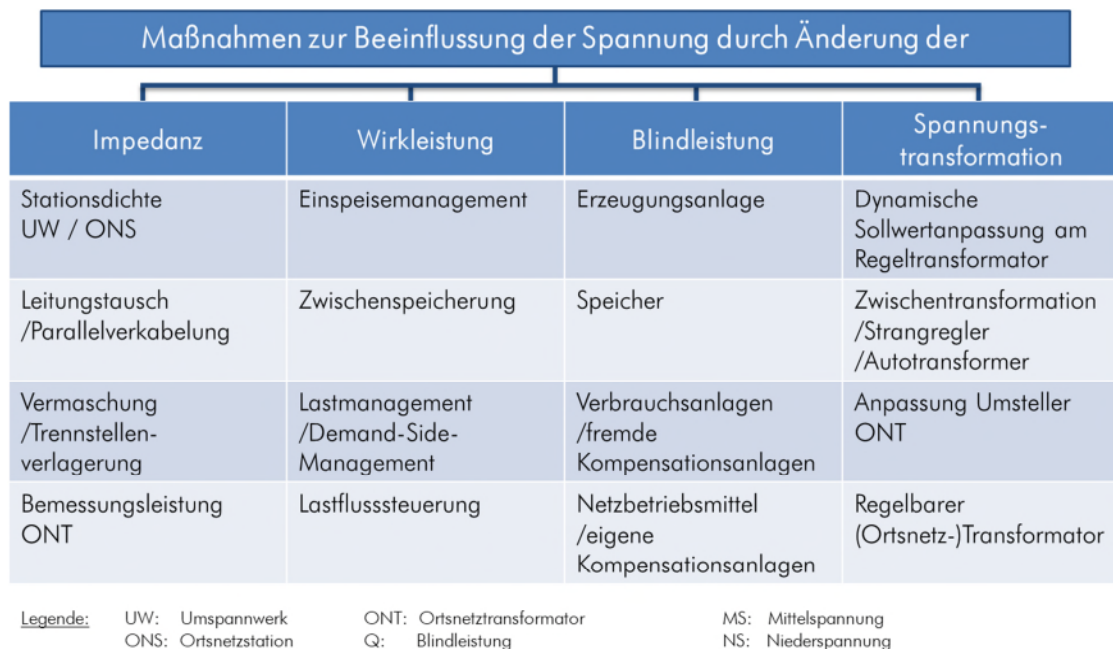 Maßnahmen zur Beeinflussung der Spannung durch Änderung der
Impedanz
Wirkleistung
Blindleistung
Spannungs-
transformation
Stationsdichte
UW / ONS
Einspeisemanagement
Erzeugungsanlage
Dynamische
Sollwertanpassung am
Regeltransformator
Leitungstausch
/Parallelverkabelung
Zwischenspeicherung
Speicher
Zwischentransformation
/Strangregler
/Autotransformer
Vermaschung
/Trennstellen-
verlagerung
Lastmanagement
/Demand-Side-
Management
Verbrauchsanlagen
/fremde
Kompensationsanlagen
Anpassung Umsteller
ONT
Bemessungsleistung
ONT
Lastflusssteuerung
Netzbetriebsmittel
/eigene
Kompensationsanlagen
Regelbarer
(Ortsnetz-)Transformator
Legende: UW: Umspannwerk ONT: Ortsnetztransformator MS: Mittelspannung
ONS: Ortsnetzstation Q: Blindleistung NS: Niederspannung